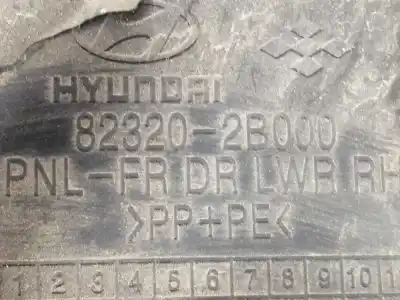 HYUNDAI
82320-2B000
PNL-FR DR LWR RH
>PP+PE<
1 2 3 4 5 6 7 8 9 10 1